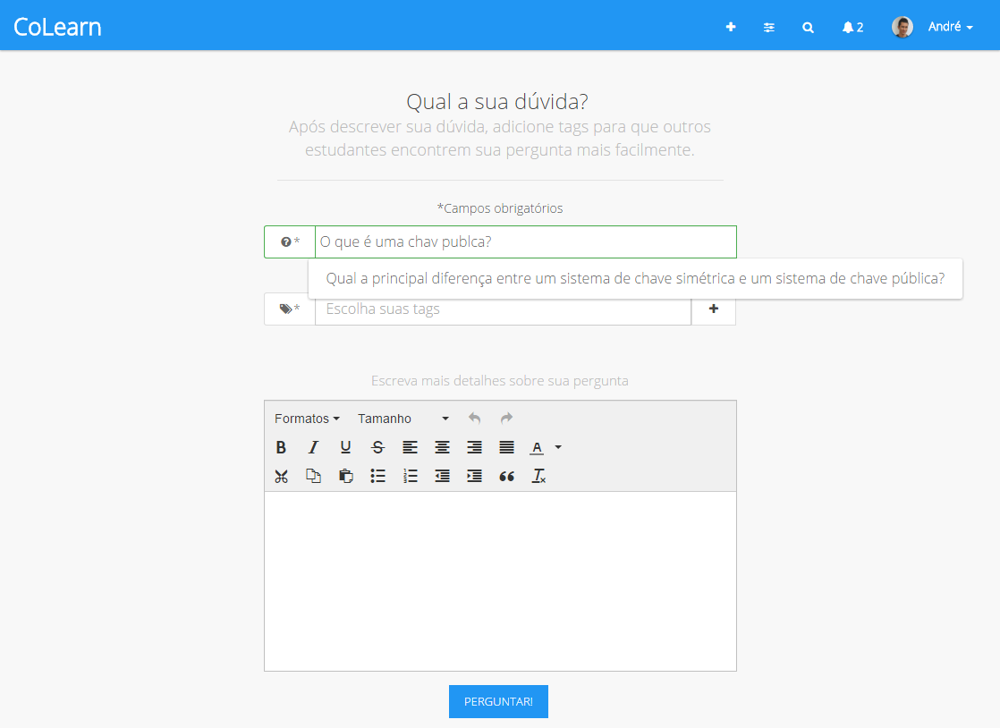 CoLearn
2
André
Qual a sua dúvida?
Após descrever sua dúvida, adicione tags para que outros
estudantes encontrem sua pergunta mais facilmente.
*Campos obrigatórios
* O que é uma chav publca?
Qual a principal diferença entre um sistema de chave simétrica e um sistema de chave pública?
* Escolha suas tags
Escreva mais detalhes sobre sua pergunta
Formatos Tamanho
PERGUNTAR!